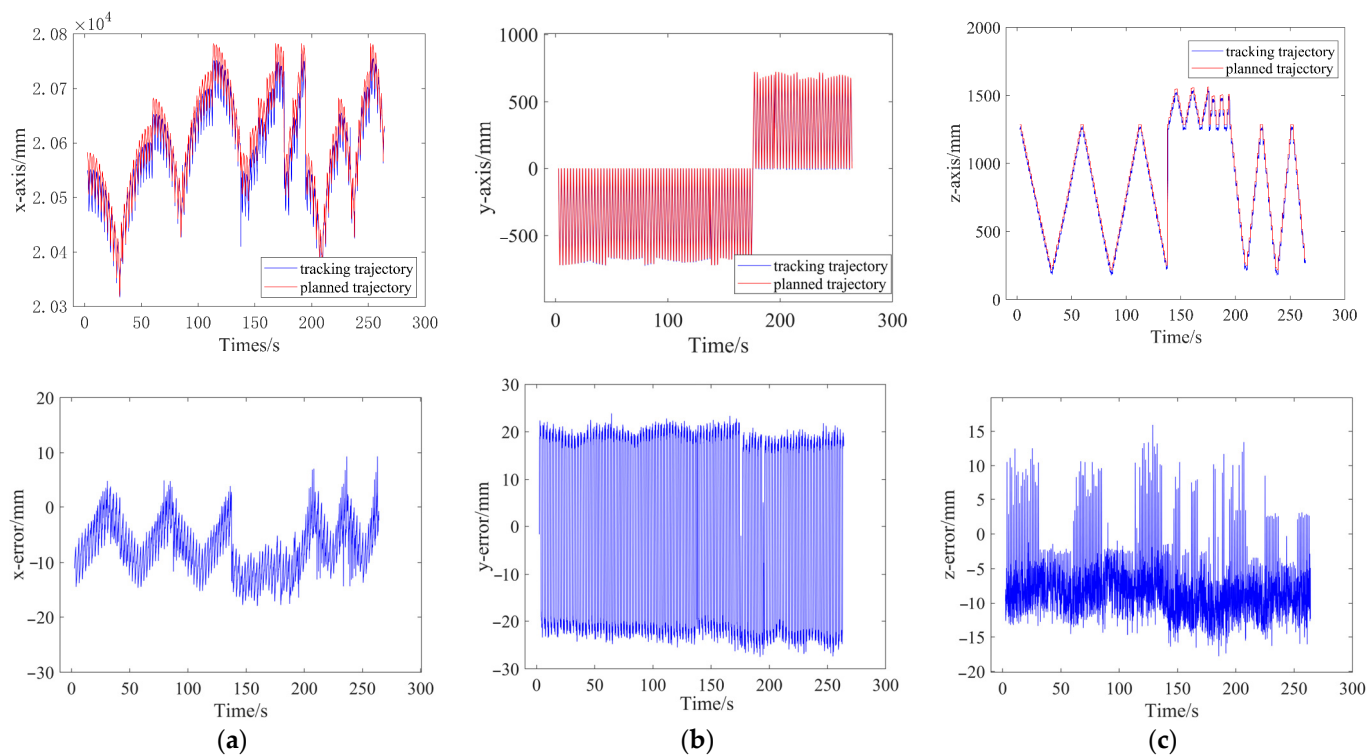 ×10⁴
2.08
2.07
2.06
2.05
2.04
2.03
x-axis/mm
tracking trajectory
planned trajectory
0 50 100 150 200 250 300
Times/s
1000
500
0
−500
y-axis/mm
tracking trajectory
planned trajectory
0 100 200 300
Time/s
2000
1500
1000
500
0
z-axis/mm
tracking trajectory
planned trajectory
0 50 100 150 200 250 300
Time/s
20
10
0
−10
−20
−30
x-error/mm
0 50 100 150 200 250 300
Time/s
(a)
30
20
10
0
−10
−20
−30
y-error/mm
0 50 100 150 200 250 300
Time/s
(b)
20
15
10
5
0
−5
−10
−15
−20
z-error/mm
0 50 100 150 200 250 300
Time/s
(c)